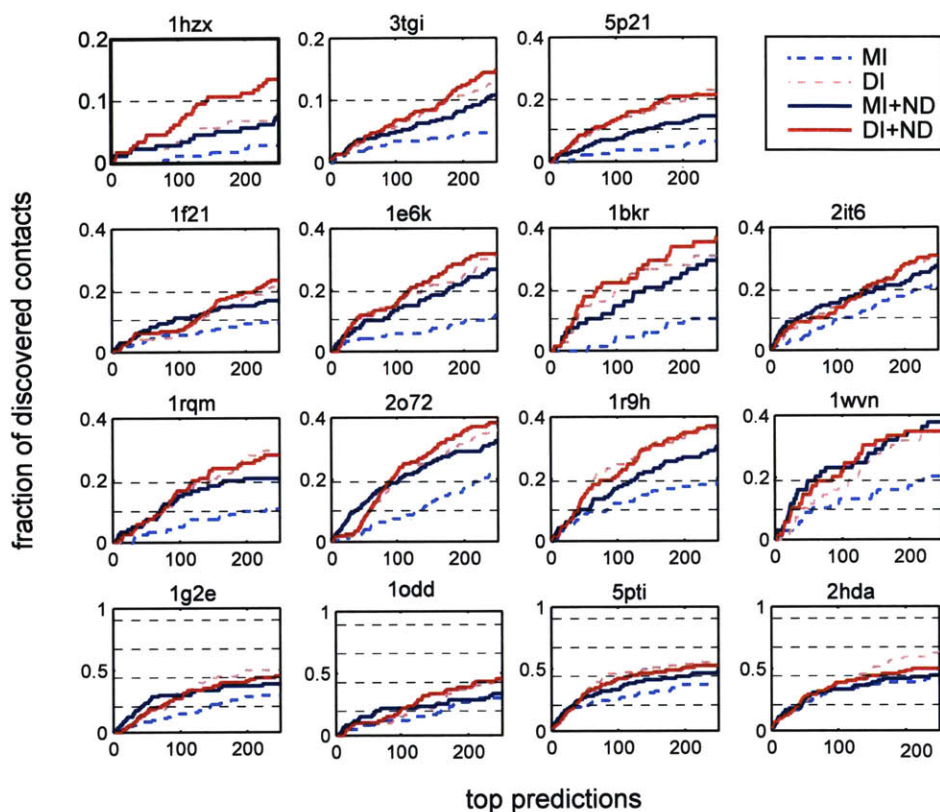 1hzx
3tgi
5p21
MI
DI
MI+ND
DI+ND
0.2
0.1
0
0 100 200
0.2
0.1
0
0 100 200
0.4
0.2
0
0 100 200
fraction of discovered contacts
1f21
1e6k
1bkr
2it6
0.4
0.2
0
0 100 200
0.4
0.2
0
0 100 200
0.4
0.2
0
0 100 200
0.4
0.2
0
0 100 200
1rqm
2o72
1r9h
1wvn
0.4
0.2
0
0 100 200
0.4
0.2
0
0 100 200
0.4
0.2
0
0 100 200
0.4
0.2
0
0 100 200
1g2e
1odd
5pti
2hda
1
0.5
0
0 100 200
1
0.5
0
0 100 200
1
0.5
0
0 100 200
1
0.5
0
0 100 200
top predictions